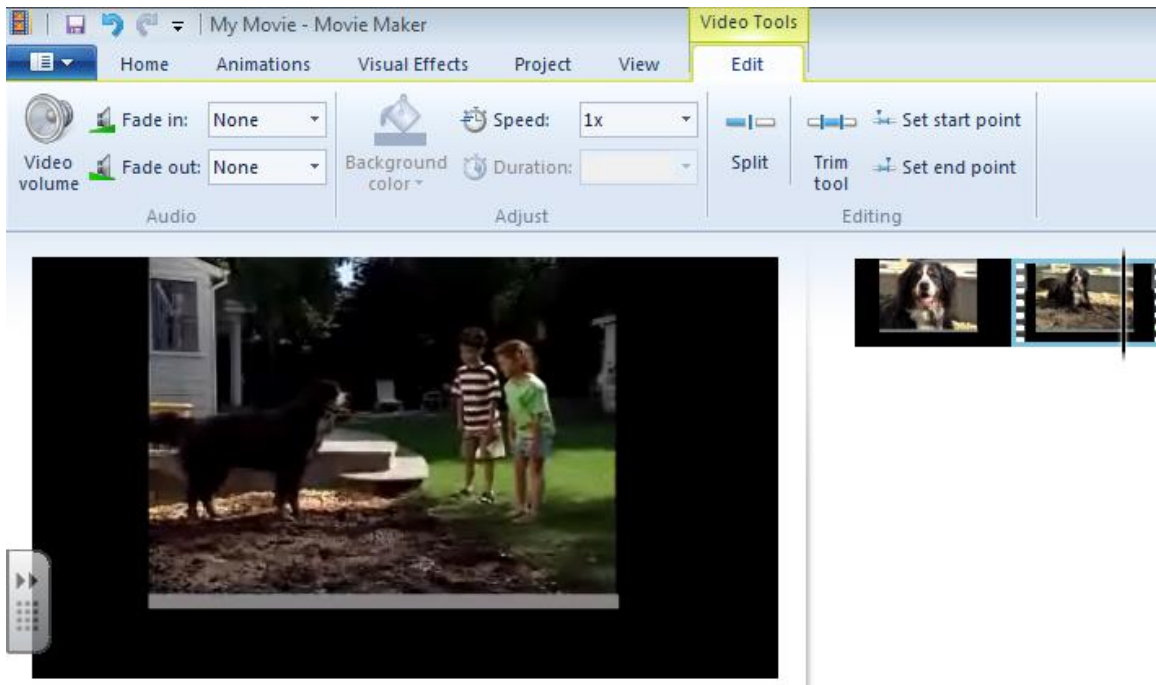 My Movie - Movie Maker
Video Tools
Home Animations Visual Effects Project View Edit
Fade in: None
Speed: 1x
Set start point
Video volume
Fade out: None
Background color
Duration:
Split
Trim tool
Set end point
Audio
Adjust
Editing